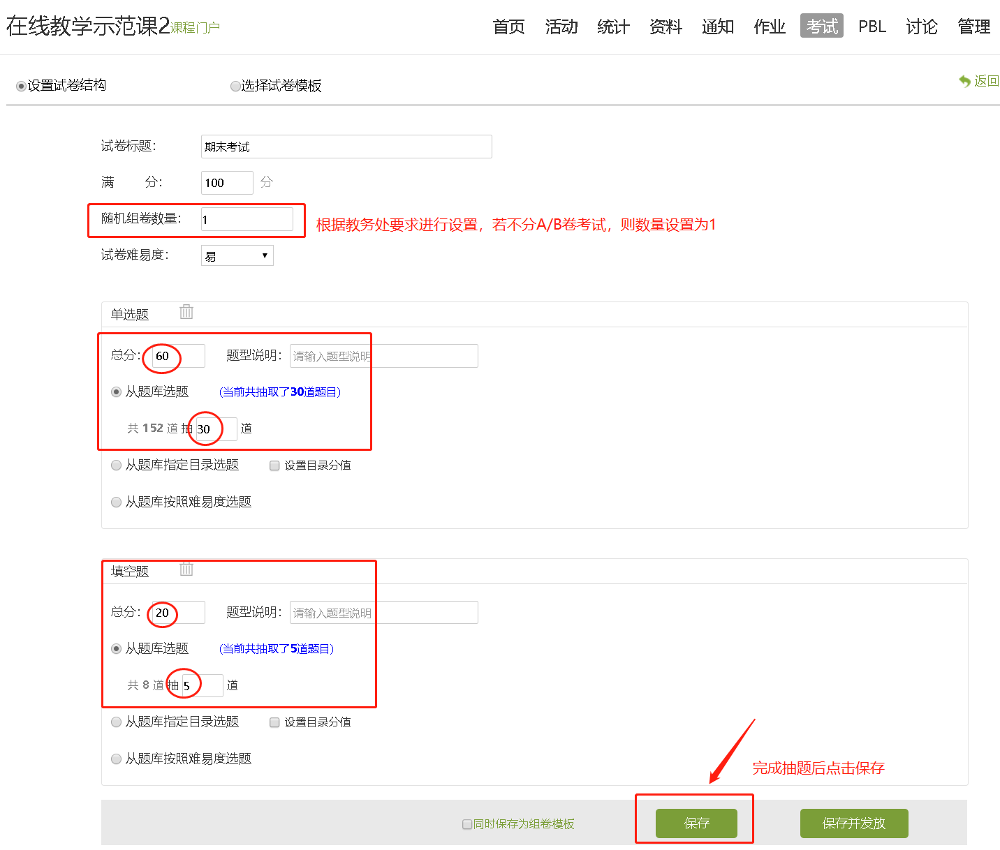 在线教学示范课2课程门户 首页 活动 统计 资料 通知 作业 考试 PBL 讨论 管理
设置试卷结构 选择试卷模板 返回
试卷标题： 期末考试
满 分： 100 分
随机组卷数量： 1 根据教务处要求进行设置，若不分A/B卷考试，则数量设置为1
试卷难易度： 易
单选题
总分： 60 题型说明： 请输入题型说明
从题库选题 (当前共抽取了30道题目)
共 152 道 抽 30 道
从题库指定目录选题 设置目录分值
从题库按照难易度选题
填空题
总分： 20 题型说明： 请输入题型说明
从题库选题 (当前共抽取了5道题目)
共 8 道 抽 5 道
从题库指定目录选题 设置目录分值
从题库按照难易度选题
完成抽题后点击保存
同时保存为组卷模板 保存 保存并发放